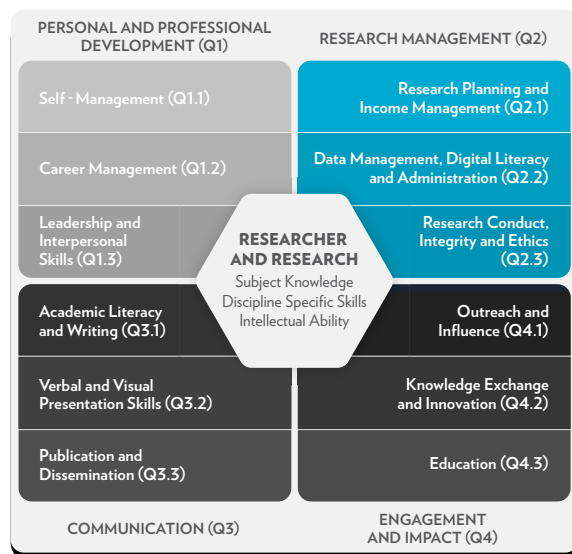 PERSONAL AND PROFESSIONAL
DEVELOPMENT (Q1)
RESEARCH MANAGEMENT (Q2)
Self-Management (Q1.1)
Career Management (Q1.2)
Leadership and
Interpersonal
Skills (Q1.3)
Research Planning and
Income Management (Q2.1)
Data Management, Digital Literacy
and Administration (Q2.2)
Research Conduct,
Integrity and Ethics
(Q2.3)
RESEARCHER
AND RESEARCH
Subject Knowledge
Discipline Specific Skills
Intellectual Ability
Academic Literacy
and Writing (Q3.1)
Verbal and Visual
Presentation Skills (Q3.2)
Publication and
Dissemination (Q3.3)
Outreach and
Influence (Q4.1)
Knowledge Exchange
and Innovation (Q4.2)
Education (Q4.3)
COMMUNICATION (Q3)
ENGAGEMENT
AND IMPACT (Q4)